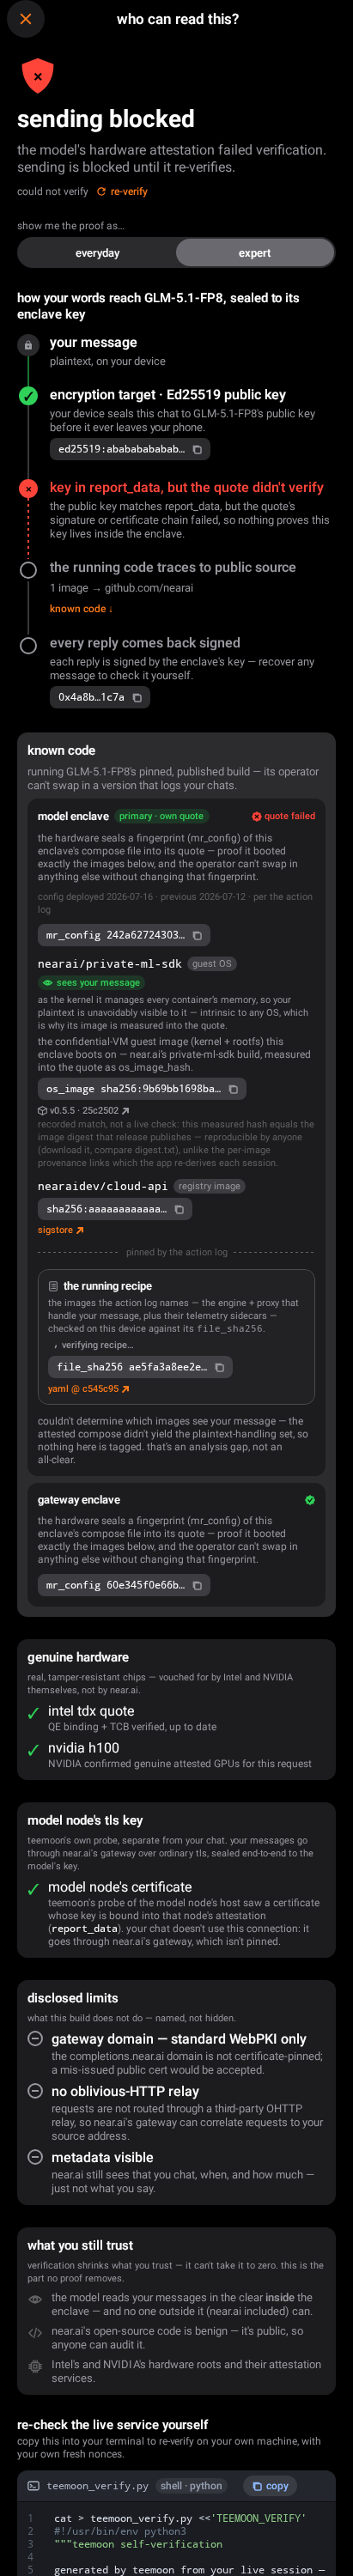 who can read this?
sending blocked
the model's hardware attestation failed verification.
sending is blocked until it re-verifies.
could not verify re-verify
show me the proof as...
everyday expert
how your words reach GLM-5.1-FP8, sealed to its
enclave key
your message
plaintext, on your device
encryption target · Ed25519 public key
your device seals this chat to GLM-5.1-FP8's public key
before it ever leaves your phone.
ed25519:ababababab…
key in report_data, but the quote didn't verify
the public key matches report_data, but the quote's
signature or certificate chain failed, so nothing proves this
key lives inside the enclave.
the running code traces to public source
1 image → github.com/nearai
known code ↓
every reply comes back signed
each reply is signed by the enclave's key — recover any
message to check it yourself.
0x4a8b…1c7a
known code
running GLM-5.1-FP8's pinned, published build — its operator
can't swap in a version that logs your chats.
model enclave primary · own quote quote failed
the hardware seals a fingerprint (mr_config) of this
enclave's compose file into its quote — proof it booted
exactly the images below, and the operator can't swap in
anything else without changing that fingerprint.
config deployed 2026-07-16 · previous 2026-07-12 · per the action
log
mr_config 242a62724303…
nearai/private-ml-sdk guest OS
sees your message
as the kernel it manages every container's memory, so your
plaintext is unavoidably visible to it — intrinsic to any OS, which
is why its image is measured into the quote.
the confidential-VM guest image (kernel + rootfs) this
enclave boots on — near.ai's private-ml-sdk build, measured
into the quote as os_image_hash.
os_image sha256:9b69bb1698ba…
v0.5.5 · 25c2502 ↗
recorded match, not a live check: this measured hash equals the
image digest that release publishes — reproducible by anyone
(download it, compare digest.txt), unlike the per-image
provenance links which the app re-derives each session.
nearaidev/cloud-api registry image
sha256:aaaaaaaaaaaa…
sigstore ↗
pinned by the action log
the running recipe
the images the action log names — the engine + proxy that
handle your message, plus their telemetry sidecars —
checked on this device against its file_sha256.
verifying recipe…
file_sha256 ae5fa3a8ee2e…
yaml @ c545c95 ↗
couldn't determine which images see your message — the
attested compose didn't yield the plaintext-handling set, so
nothing here is tagged. that's an analysis gap, not an
all-clear.
gateway enclave
the hardware seals a fingerprint (mr_config) of this
enclave's compose file into its quote — proof it booted
exactly the images below, and the operator can't swap in
anything else without changing that fingerprint.
mr_config 60e345f0e66b…
genuine hardware
real, tamper-resistant chips — vouched for by Intel and NVIDIA
themselves, not by near.ai.
intel tdx quote
QE binding + TCB verified, up to date
nvidia h100
NVIDIA confirmed genuine attested GPUs for this request
model node's tls key
teemoon's own probe, separate from your chat. your messages go
through near.ai's gateway over ordinary tls, sealed end-to-end to the
model's key.
model node's certificate
teemoon's probe of the model node's host saw a certificate
whose key is bound into that node's attestation
(report_data). your chat doesn't use this connection: it
goes through near.ai's gateway, which isn't pinned.
disclosed limits
what this build does not do — named, not hidden.
gateway domain — standard WebPKI only
the completions.near.ai domain is not certificate-pinned;
a mis-issued public cert would be accepted.
no oblivious-HTTP relay
requests are not routed through a third-party OHTTP
relay, so near.ai's gateway can correlate requests to your
source address.
metadata visible
near.ai still sees that you chat, when, and how much —
just not what you say.
what you still trust
verification shrinks what you trust — it can't take it to zero. this is the
part no proof removes.
the model reads your messages in the clear inside the
enclave — and no one outside it (near.ai included) can.
near.ai's open-source code is benign — it's public, so
anyone can audit it.
Intel's and NVIDIA's hardware roots and their attestation
services.
re-check the live service yourself
copy this into your terminal to re-verify on your own machine, with
your own fresh nonces.
teemoon_verify.py shell · python copy
1 cat > teemoon_verify.py <<'TEEMOON_VERIFY'
2 #!/usr/bin/env python3
3 """teemoon self-verification
4
5 generated by teemoon from your live session —